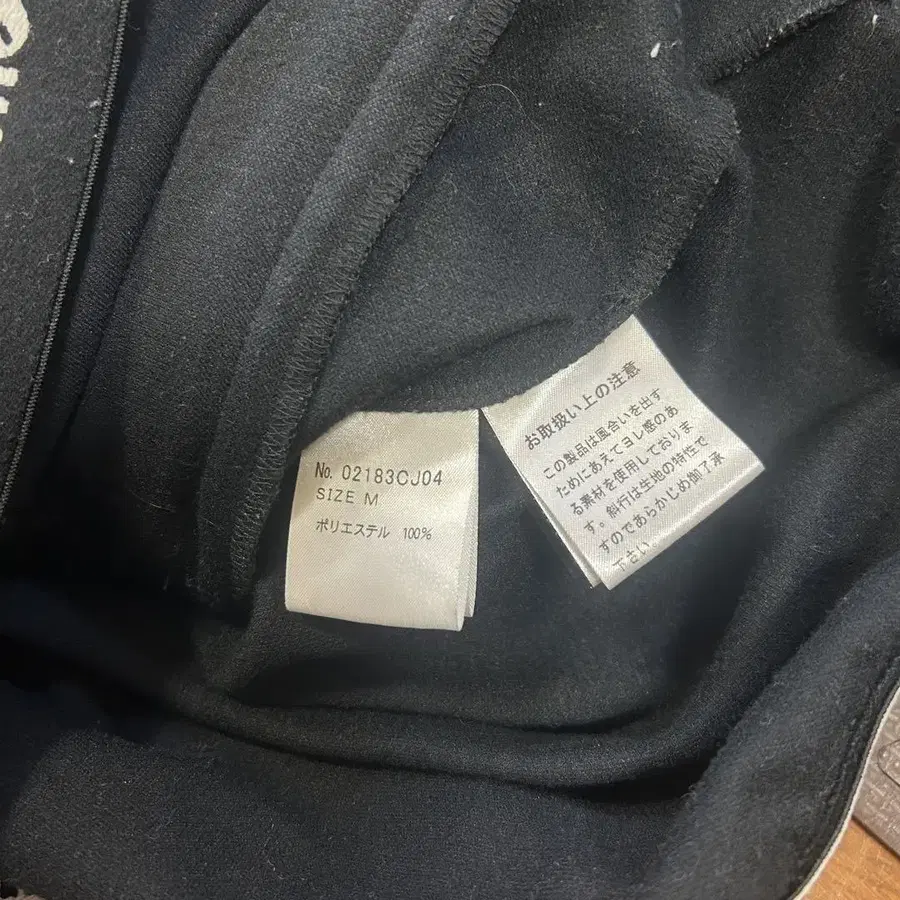 No. 02183CJ04
SIZE M
ポリエステル 100%
お取扱い上の注意
この製品は風合いを出す
ためにあえてヨレ感のあ
る素材を使用しておりま
す。斜行は生地の特性で
すのであらかじめ御了承
下さい